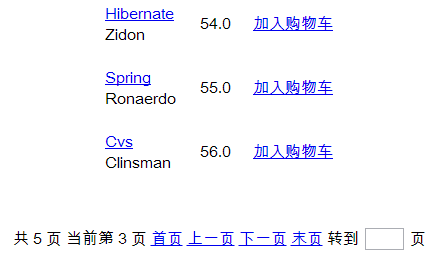 Hibernate
Zidon
54.0
加入购物车
Spring
Ronaerdo
55.0
加入购物车
Cvs
Clinsman
56.0
加入购物车
共 5 页 当前第 3 页 首页 上一页 下一页 末页 转到 页